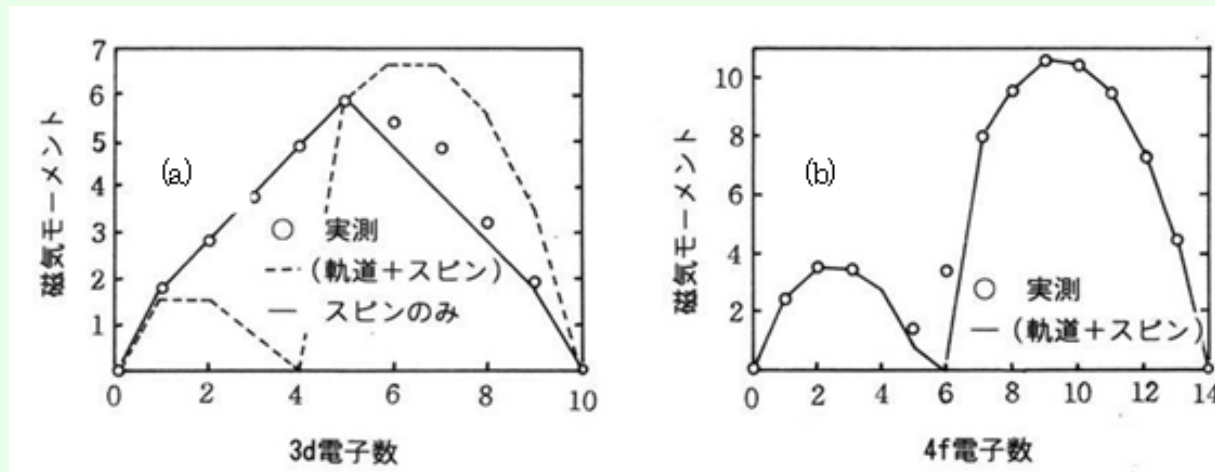 磁気モーメント
7
6
5
4
3
2
1
(a)
○ 実測
---(軌道+スピン)
— スピンのみ
0 2 4 6 8 10
3d電子数
磁気モーメント
10
8
6
4
2
(b)
○ 実測
—(軌道+スピン)
0 2 4 6 8 10 12 14
4f電子数